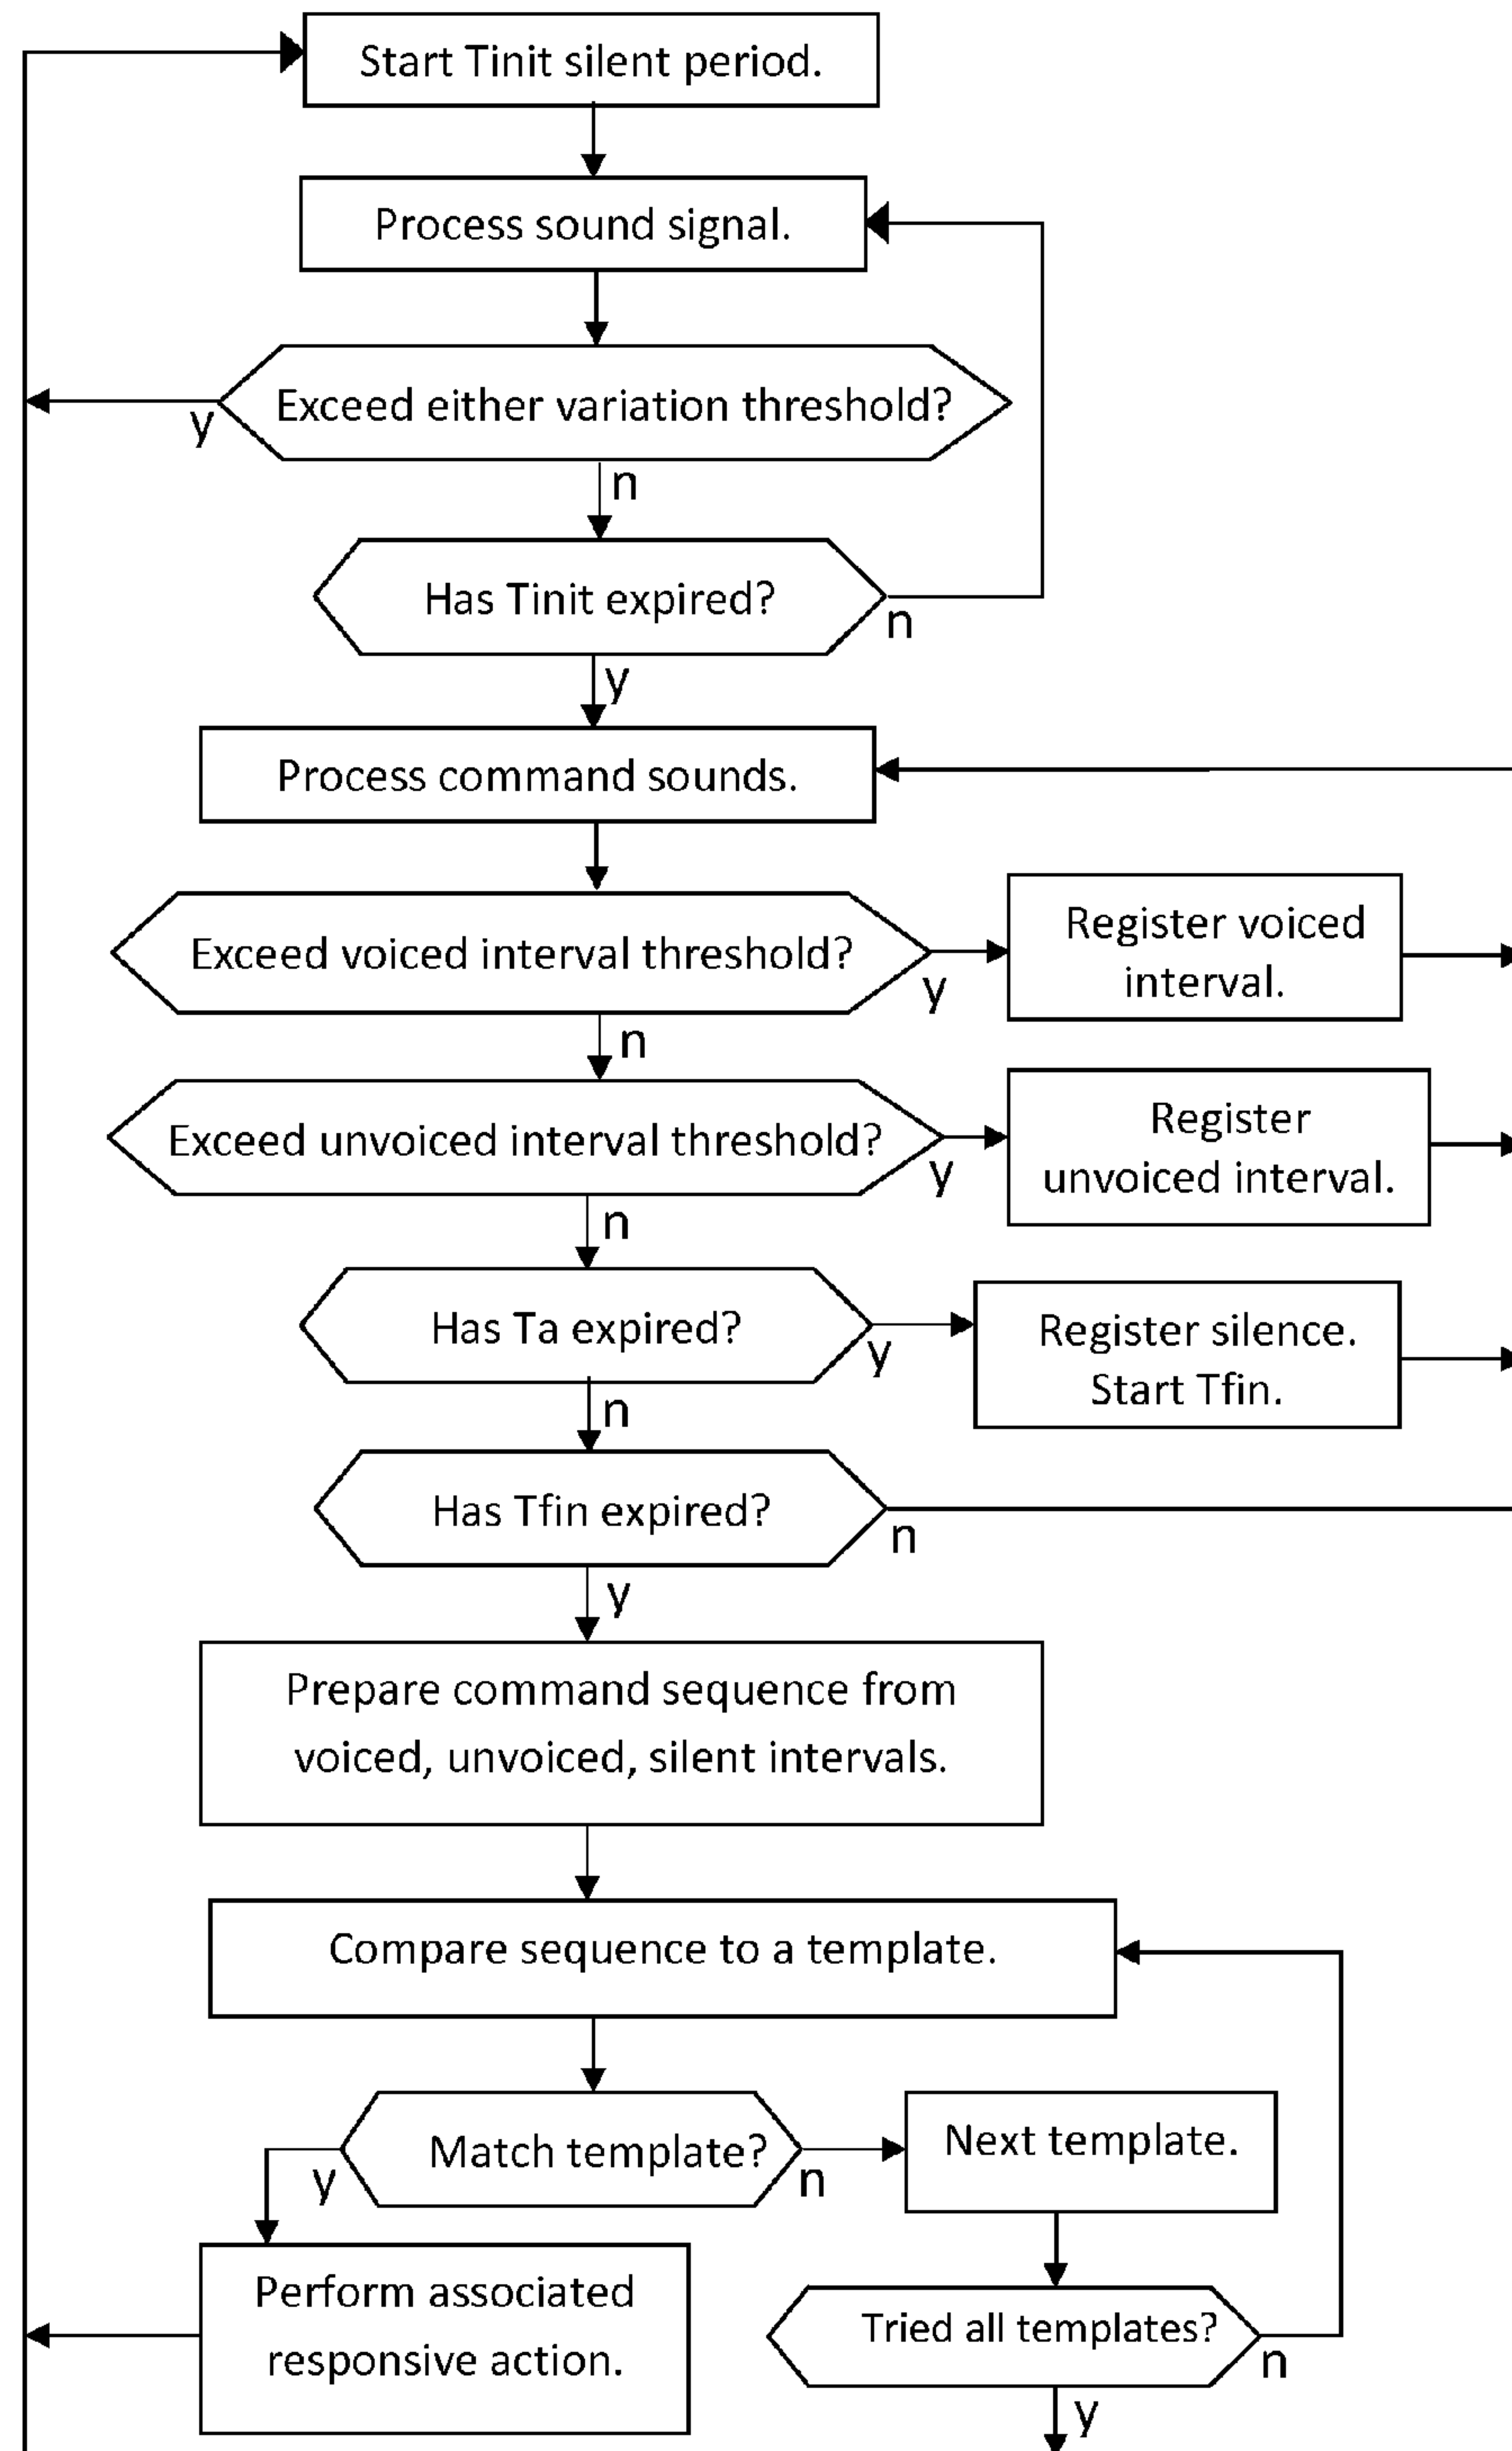 Start Tinit silent period.
Process sound signal.
Exceed either variation threshold?
y
n
Has Tinit expired?
n
y
Process command sounds.
Exceed voiced interval threshold?
y
Register voiced
interval.
n
Exceed unvoiced interval threshold?
y
Register
unvoiced interval.
n
Has Ta expired?
y
Register silence.
Start Tfin.
n
Has Tfin expired?
n
y
Prepare command sequence from
voiced, unvoiced, silent intervals.
Compare sequence to a template.
Match template?
y
n
Next template.
Perform associated
responsive action.
Tried all templates?
n
y